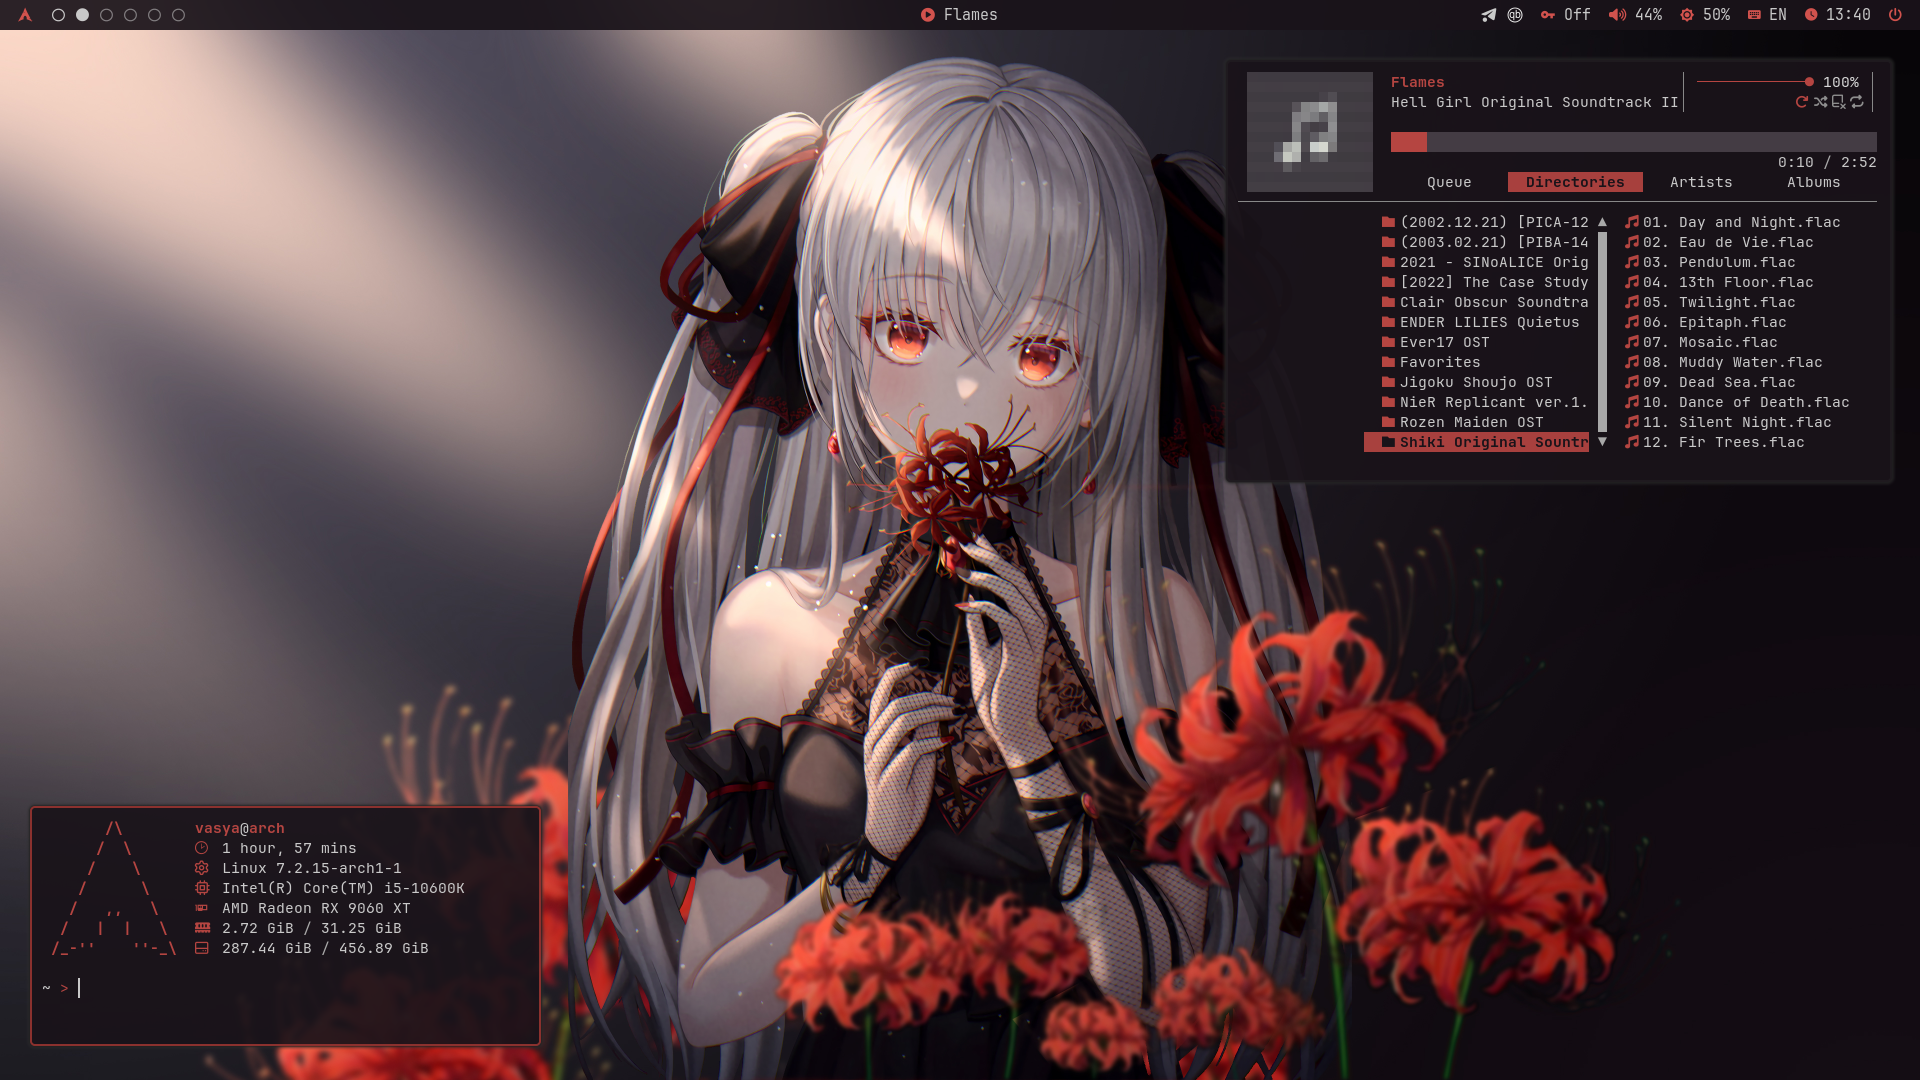 Flames
qb
Off
44%
50%
EN
13:40
Flames
100%
Hell Girl Original Soundtrack II
0:10 / 2:52
Queue Directories Artists Albums
(2002.12.21) [PICA-12
(2003.02.21) [PIBA-14
2021 - SINoALICE Orig
[2022] The Case Study
Clair Obscur Soundtra
ENDER LILIES Quietus
Ever17 OST
Favorites
Jigoku Shoujo OST
NieR Replicant ver.1.
Rozen Maiden OST
Shiki Original Sountr
01. Day and Night.flac
02. Eau de Vie.flac
03. Pendulum.flac
04. 13th Floor.flac
05. Twilight.flac
06. Epitaph.flac
07. Mosaic.flac
08. Muddy Water.flac
09. Dead Sea.flac
10. Dance of Death.flac
11. Silent Night.flac
12. Fir Trees.flac
vasya@arch
1 hour, 57 mins
Linux 7.2.15-arch1-1
Intel(R) Core(TM) i5-10600K
AMD Radeon RX 9060 XT
2.72 GiB / 31.25 GiB
287.44 GiB / 456.89 GiB
~ >